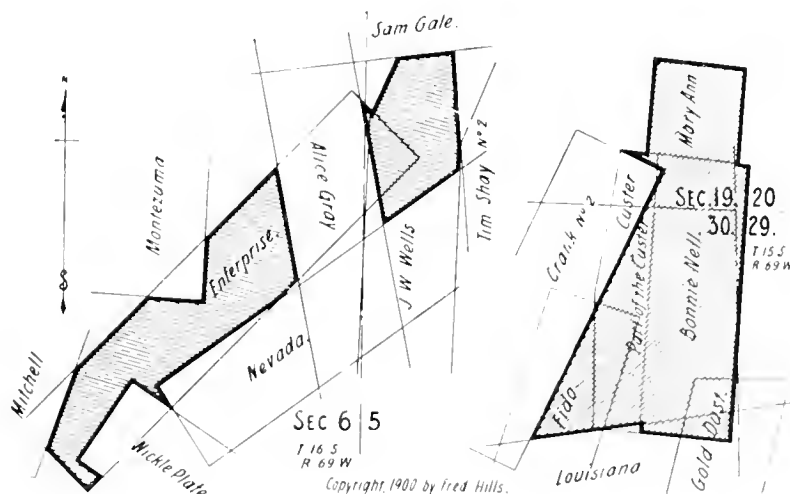 Sam Gale.
Montezuma
Alice Gray
Enterprise.
J W Wells
Tim Shay Nº 2
Nevada.
Mitchell
Nickle Plate
SEC 6 5
T 16 S
R 69 W
Copyright, 1900 by Fred Hills.
Mary Ann
SEC. 19. 20
30. 29.
T 15 S
R 69 W
Crank Nº 2
Custer
Part of the Custer
Bonnie Nell.
Fido
Gold Dust.
Louisiana